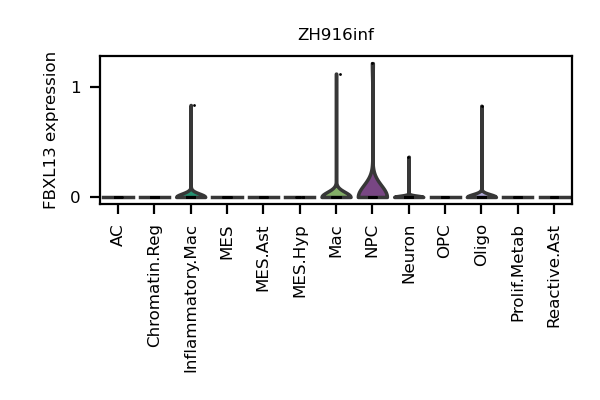 ZH916inf
FBXL13 expression
1
0
AC
Chromatin.Reg
Inflammatory.Mac
MES
MES.Ast
MES.Hyp
Mac
NPC
Neuron
OPC
Oligo
Prolif.Metab
Reactive.Ast